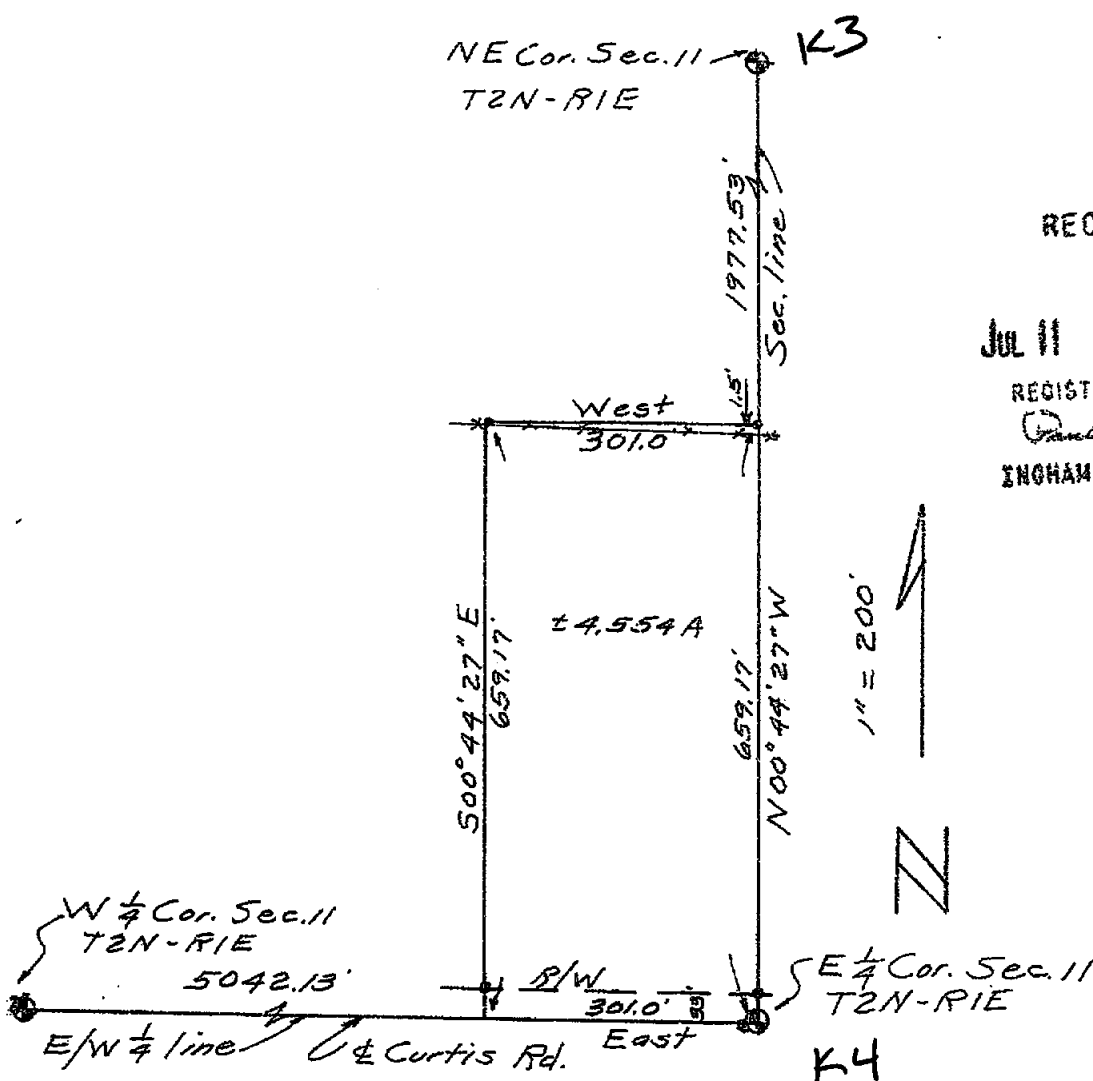 NE Cor. Sec. 11
T2N-R1E
K3
1977.53'
Sec. line
REC
JUL 11
REGIST
INGHAM
1.5'
West
301.0
S00°44'27"E
659.17'
±4.554 A
659.17'
N00°44'27"W
1" = 200'
N
W 1/4 Cor. Sec. 11
T2N-R1E
5042.13'
R/W
301.0'
33'
E 1/4 Cor. Sec. 11
T2N-R1E
E/W 1/4 line
℄ Curtis Rd.
East
K4